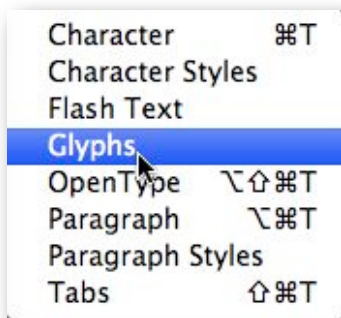 Character ⌘T
Character Styles
Flash Text
Glyphs
OpenType ⌥⇧⌘T
Paragraph ⌥⌘T
Paragraph Styles
Tabs ⇧⌘T